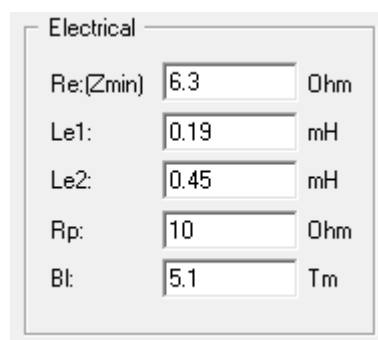 Electrical
Re:(Zmin) 6.3 Ohm
Le1: 0.19 mH
Le2: 0.45 mH
Rp: 10 Ohm
Bl: 5.1 Tm